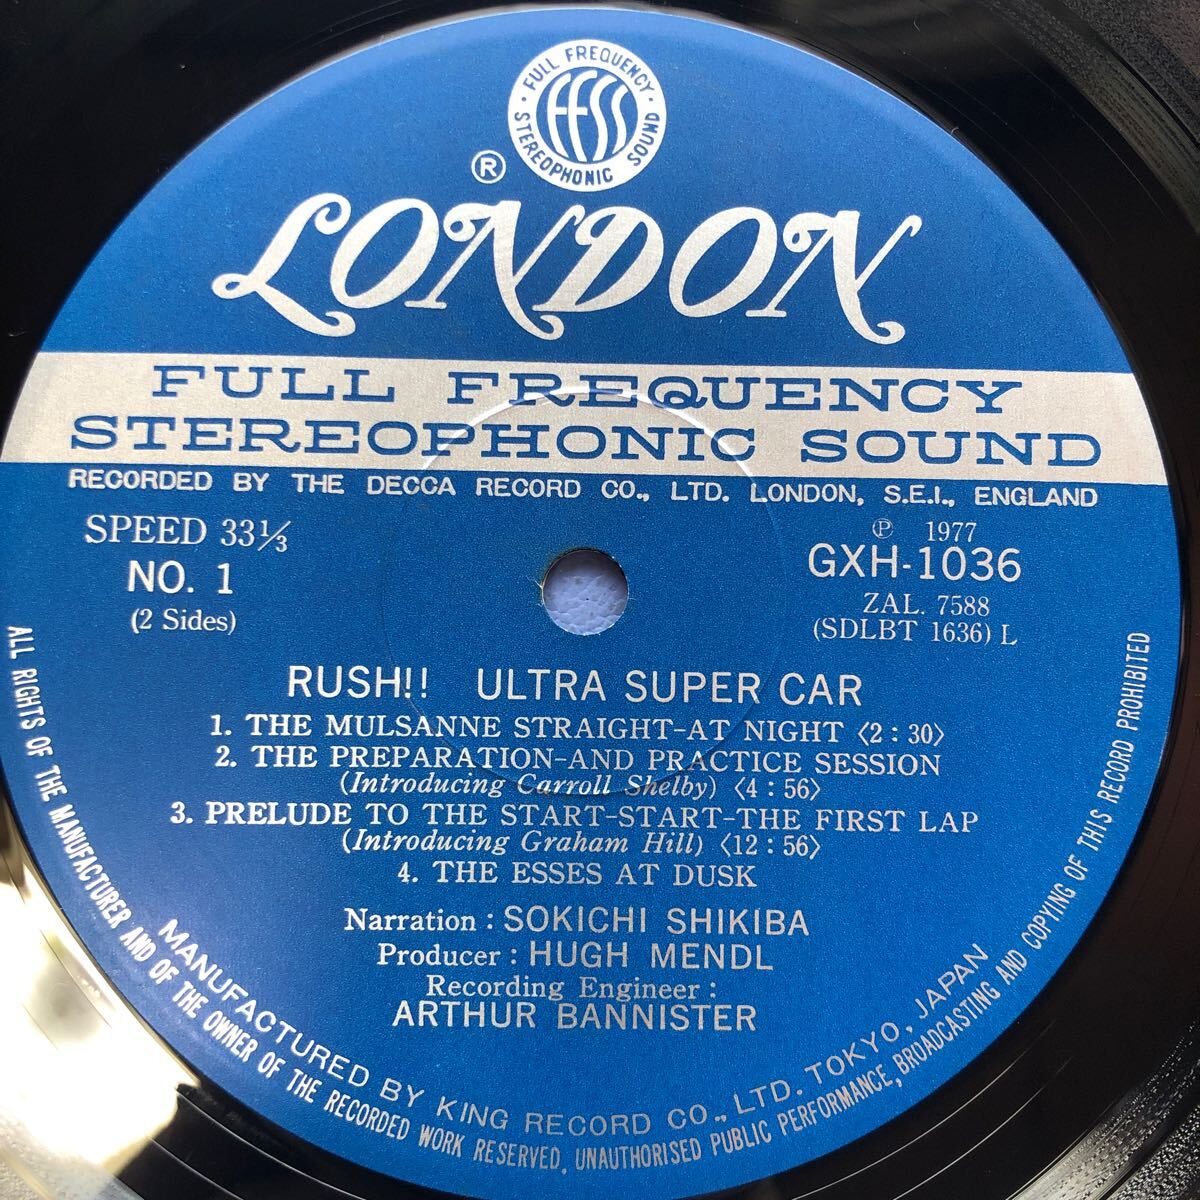 · FULL FREQUENCY ·
STEREOPHONIC SOUND
FFSS
®
LONDON
FULL FREQUENCY
STEREOPHONIC SOUND
RECORDED BY THE DECCA RECORD CO., LTD. LONDON, S.E.I., ENGLAND
SPEED 33⅓
NO. 1
(2 Sides)
℗ 1977
GXH-1036
ZAL. 7588
(SDLBT 1636) L
RUSH!! ULTRA SUPER CAR
1. THE MULSANNE STRAIGHT-AT NIGHT 〈2:30〉
2. THE PREPARATION-AND PRACTICE SESSION
(Introducing Carroll Shelby) 〈4:56〉
3. PRELUDE TO THE START-START-THE FIRST LAP
(Introducing Graham Hill) 〈12:56〉
4. THE ESSES AT DUSK
Narration: SOKICHI SHIKIBA
Producer: HUGH MENDL
Recording Engineer:
ARTHUR BANNISTER
MANUFACTURED BY KING RECORD CO., LTD. TOKYO, JAPAN
ALL RIGHTS OF THE MANUFACTURER AND OF THE OWNER OF THE RECORDED WORK RESERVED, UNAUTHORISED PUBLIC PERFORMANCE, BROADCASTING AND COPYING OF THIS RECORD PROHIBITED